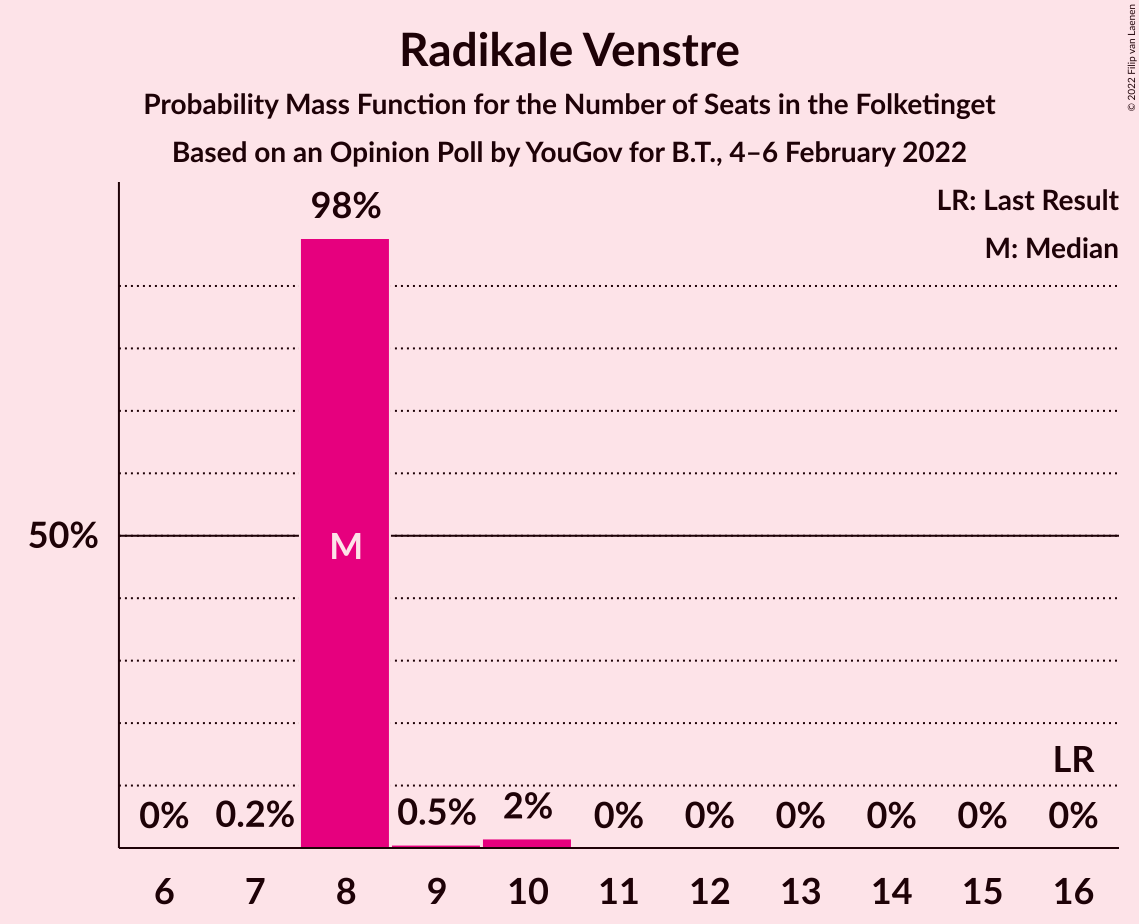 Radikale Venstre
Probability Mass Function for the Number of Seats in the Folketinget
Based on an Opinion Poll by YouGov for B.T., 4–6 February 2022
© 2022 Filip van Laenen
LR: Last Result
M: Median
98%
50%
M
LR
0% 0.2% 0.5% 2% 0% 0% 0% 0% 0% 0%
6 7 8 9 10 11 12 13 14 15 16